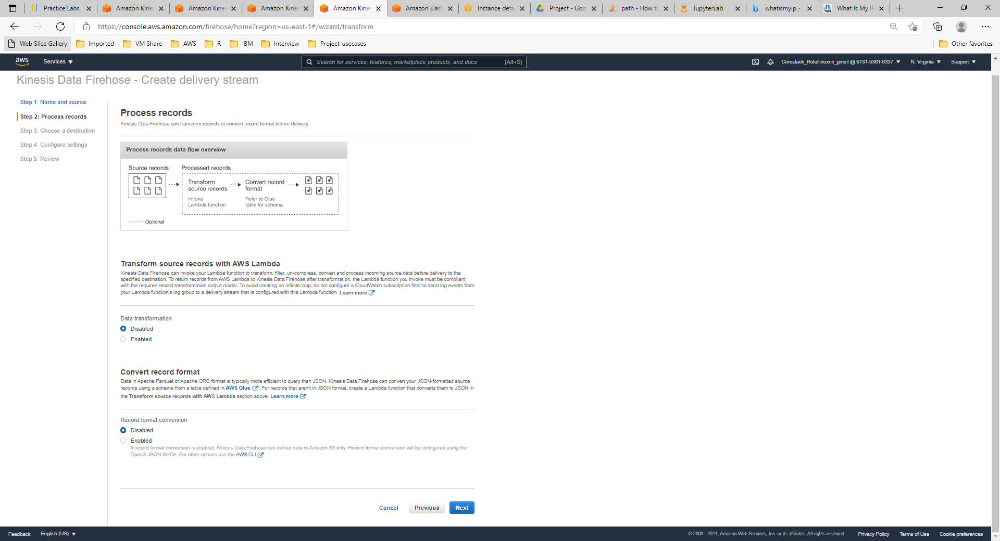 Practice Labs
Amazon Kine
Amazon Kine
Amazon Kine
Amazon Kine
Amazon Elast
Instance deta
Project - Goo
path - How to
JupyterLab
whatismyip -
What Is My IP
https://console.aws.amazon.com/firehose/home?region=us-east-1#/wizard/transform
Web Slice Gallery
Imported
VM Share
AWS
R
IBM
Interview
Project-usecases
Other favorites
aws
Services
Search for services, features, marketplace products, and docs
[Alt+S]
Corestack_Role/linuxriti_gmail @ 6781-5361-6337
N. Virginia
Support
Kinesis Data Firehose - Create delivery stream
Step 1: Name and source
Step 2: Process records
Step 3: Choose a destination
Step 4: Configure settings
Step 5: Review
Process records
Kinesis Data Firehose can transform records or convert record format before delivery.
Process records data flow overview
Source records
Processed records
Transform
source records
Invoke
Lambda function
Convert record
format
Refer to Glue
table for schema
Optional
Transform source records with AWS Lambda
Kinesis Data Firehose can invoke your Lambda function to transform, filter, un-compress, convert and process incoming source data before delivery to the
specified destination. To return records from AWS Lambda to Kinesis Data Firehose after transformation, the Lambda function you invoke must be compliant
with the required record transformation output model. To avoid creating an infinite loop, do not configure a CloudWatch subscription filter to send log events from
your Lambda function's log group to a delivery stream that is configured with this Lambda function. Learn more
Data transformation
Disabled
Enabled
Convert record format
Data in Apache Parquet or Apache ORC format is typically more efficient to query than JSON. Kinesis Data Firehose can convert your JSON-formatted source
records using a schema from a table defined in AWS Glue . For records that aren't in JSON format, create a Lambda function that converts them to JSON in
the Transform source records with AWS Lambda section above. Learn more
Record format conversion
Disabled
Enabled
If record format conversion is enabled, Kinesis Data Firehose can deliver data to Amazon S3 only. Record format conversion will be configured using the
OpenX JSON SerDe. For other options use the AWS CLI .
Cancel
Previous
Next
Feedback
English (US)
© 2008 - 2021, Amazon Web Services, Inc. or its affiliates. All rights reserved.
Privacy Policy
Terms of Use
Cookie preferences